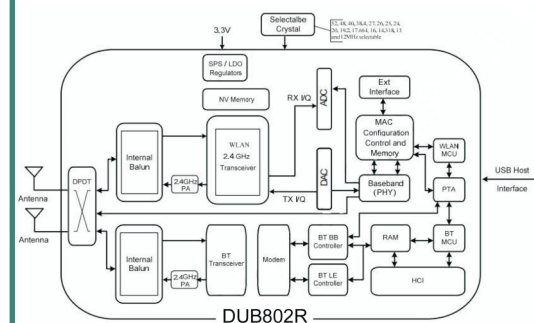 Selectalbe
Crystal
52, 48, 40, 38.4, 27, 26, 25, 24,
20, 19.2, 17.664, 16, 14.318, 13
and 12MHz selectable
3.3V
SPS / LDO
Regulators
NV Memory
Ext
Interface
RX I/Q
ADC
MAC
Configuration
Control and
Memory
WLAN
MCU
WLAN
2.4 GHz
Transceiver
Internal
Balun
2.4GHz
PA
DAC
TX I/Q
Baseband
(PHY)
PTA
USB Host
Interface
DPDT
Antenna
Antenna
Internal
Balun
2.4GHz
PA
BT
Transceiver
Modem
BT BB
Controller
BT LE
Controller
RAM
BT
MCU
HCI
DUB802R